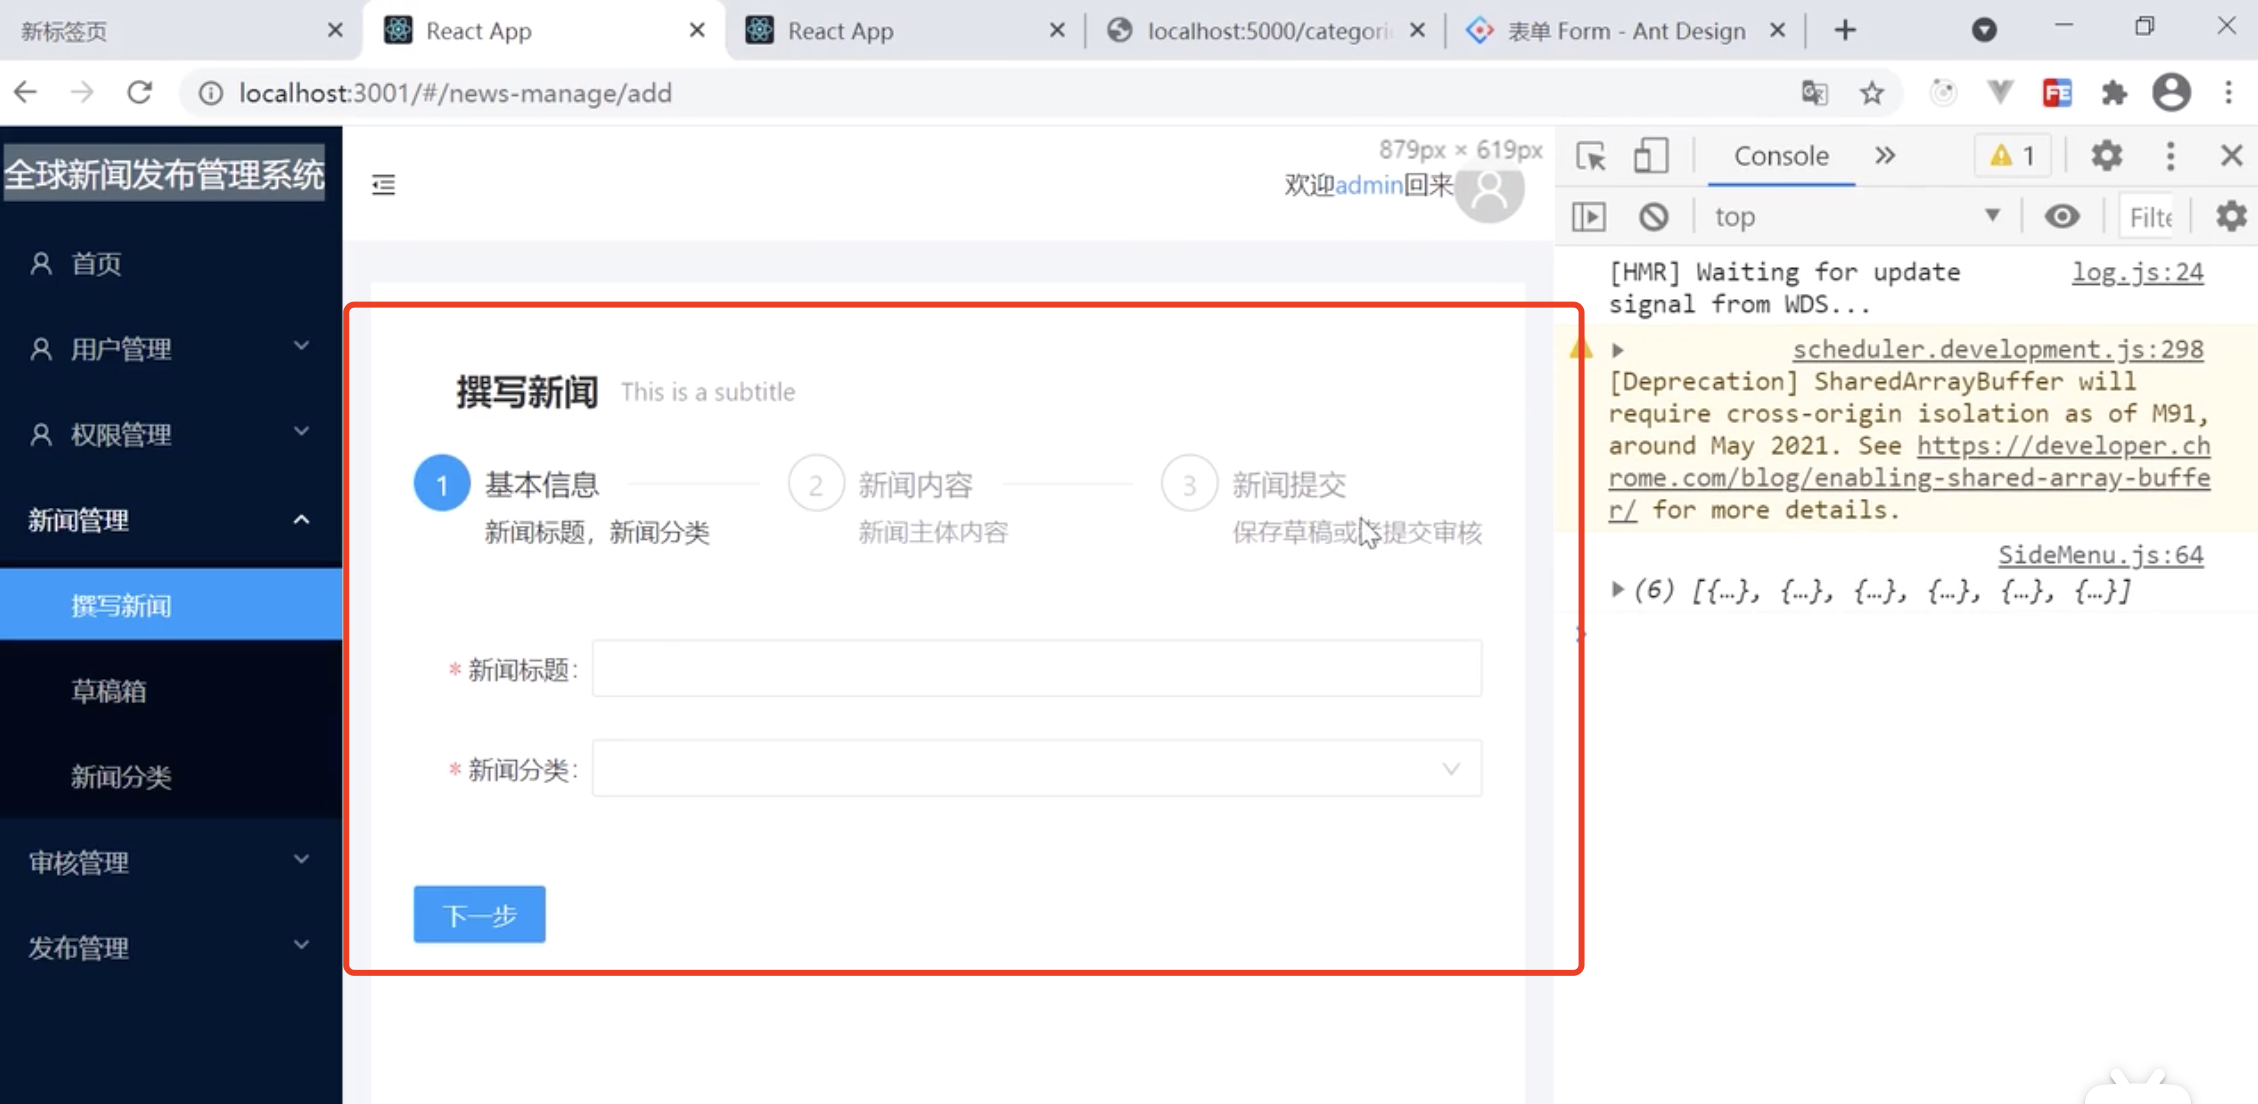 新标签页
React App
React App
localhost:5000/categori
表单 Form - Ant Design
localhost:3001/#/news-manage/add
FE
全球新闻发布管理系统
首页
用户管理
权限管理
新闻管理
撰写新闻
草稿箱
新闻分类
审核管理
发布管理
879px × 619px
欢迎admin回来
撰写新闻 This is a subtitle
1 基本信息
新闻标题，新闻分类
2 新闻内容
新闻主体内容
3 新闻提交
保存草稿或 提交审核
* 新闻标题:
* 新闻分类:
下一步
Console
1
top
Filte
[HMR] Waiting for update log.js:24
signal from WDS...
scheduler.development.js:298
[Deprecation] SharedArrayBuffer will
require cross-origin isolation as of M91,
around May 2021. See https://developer.ch
rome.com/blog/enabling-shared-array-buffe
r/ for more details.
SideMenu.js:64
(6) [{…}, {…}, {…}, {…}, {…}, {…}]